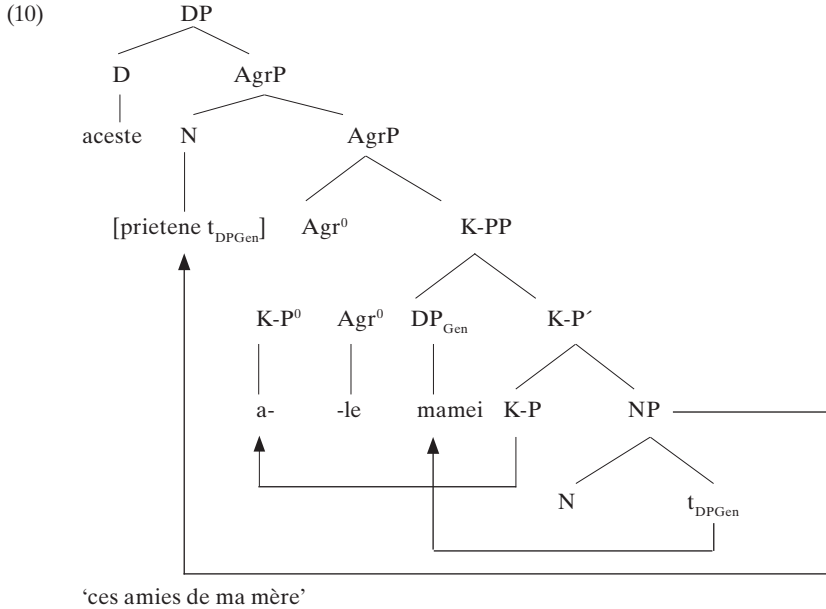 (10) DP
D AgrP
aceste N AgrP
[prietene t_DPGen] Agr⁰ K-PP
K-P⁰ Agr⁰ DP_Gen K-P´
a- -le mamei K-P NP
N t_DPGen
‘ces amies de ma mère’